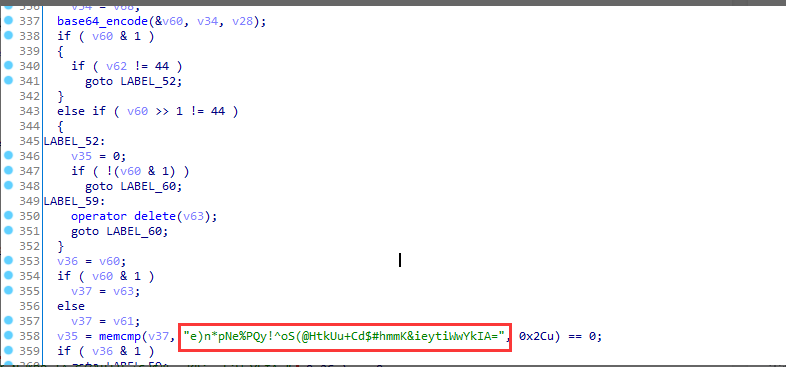 336 v34 = v68;
337 base64_encode(&v60, v34, v28);
338 if ( v60 & 1 )
339 {
340 if ( v62 != 44 )
341 goto LABEL_52;
342 }
343 else if ( v60 >> 1 != 44 )
344 {
345 LABEL_52:
346 v35 = 0;
347 if ( !(v60 & 1) )
348 goto LABEL_60;
349 LABEL_59:
350 operator delete(v63);
351 goto LABEL_60;
352 }
353 v36 = v60;
354 if ( v60 & 1 )
355 v37 = v63;
356 else
357 v37 = v61;
358 v35 = memcmp(v37, "e)n*pNe%PQy!^oS(@HtkUu+Cd$#hmmK&ieytiWwYkIA=", 0x2Cu) == 0;
359 if ( v36 & 1 )